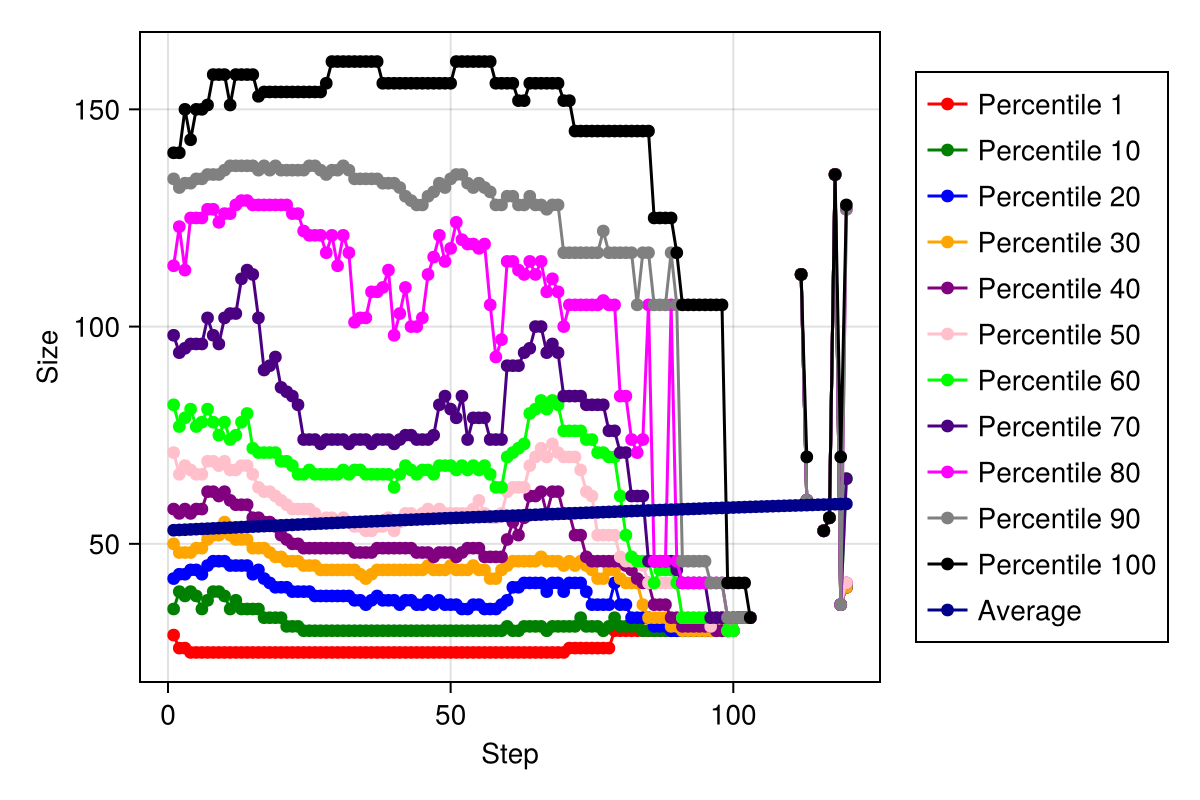 150
100
50
Size
0
50
100
Step
Percentile 1
Percentile 10
Percentile 20
Percentile 30
Percentile 40
Percentile 50
Percentile 60
Percentile 70
Percentile 80
Percentile 90
Percentile 100
Average